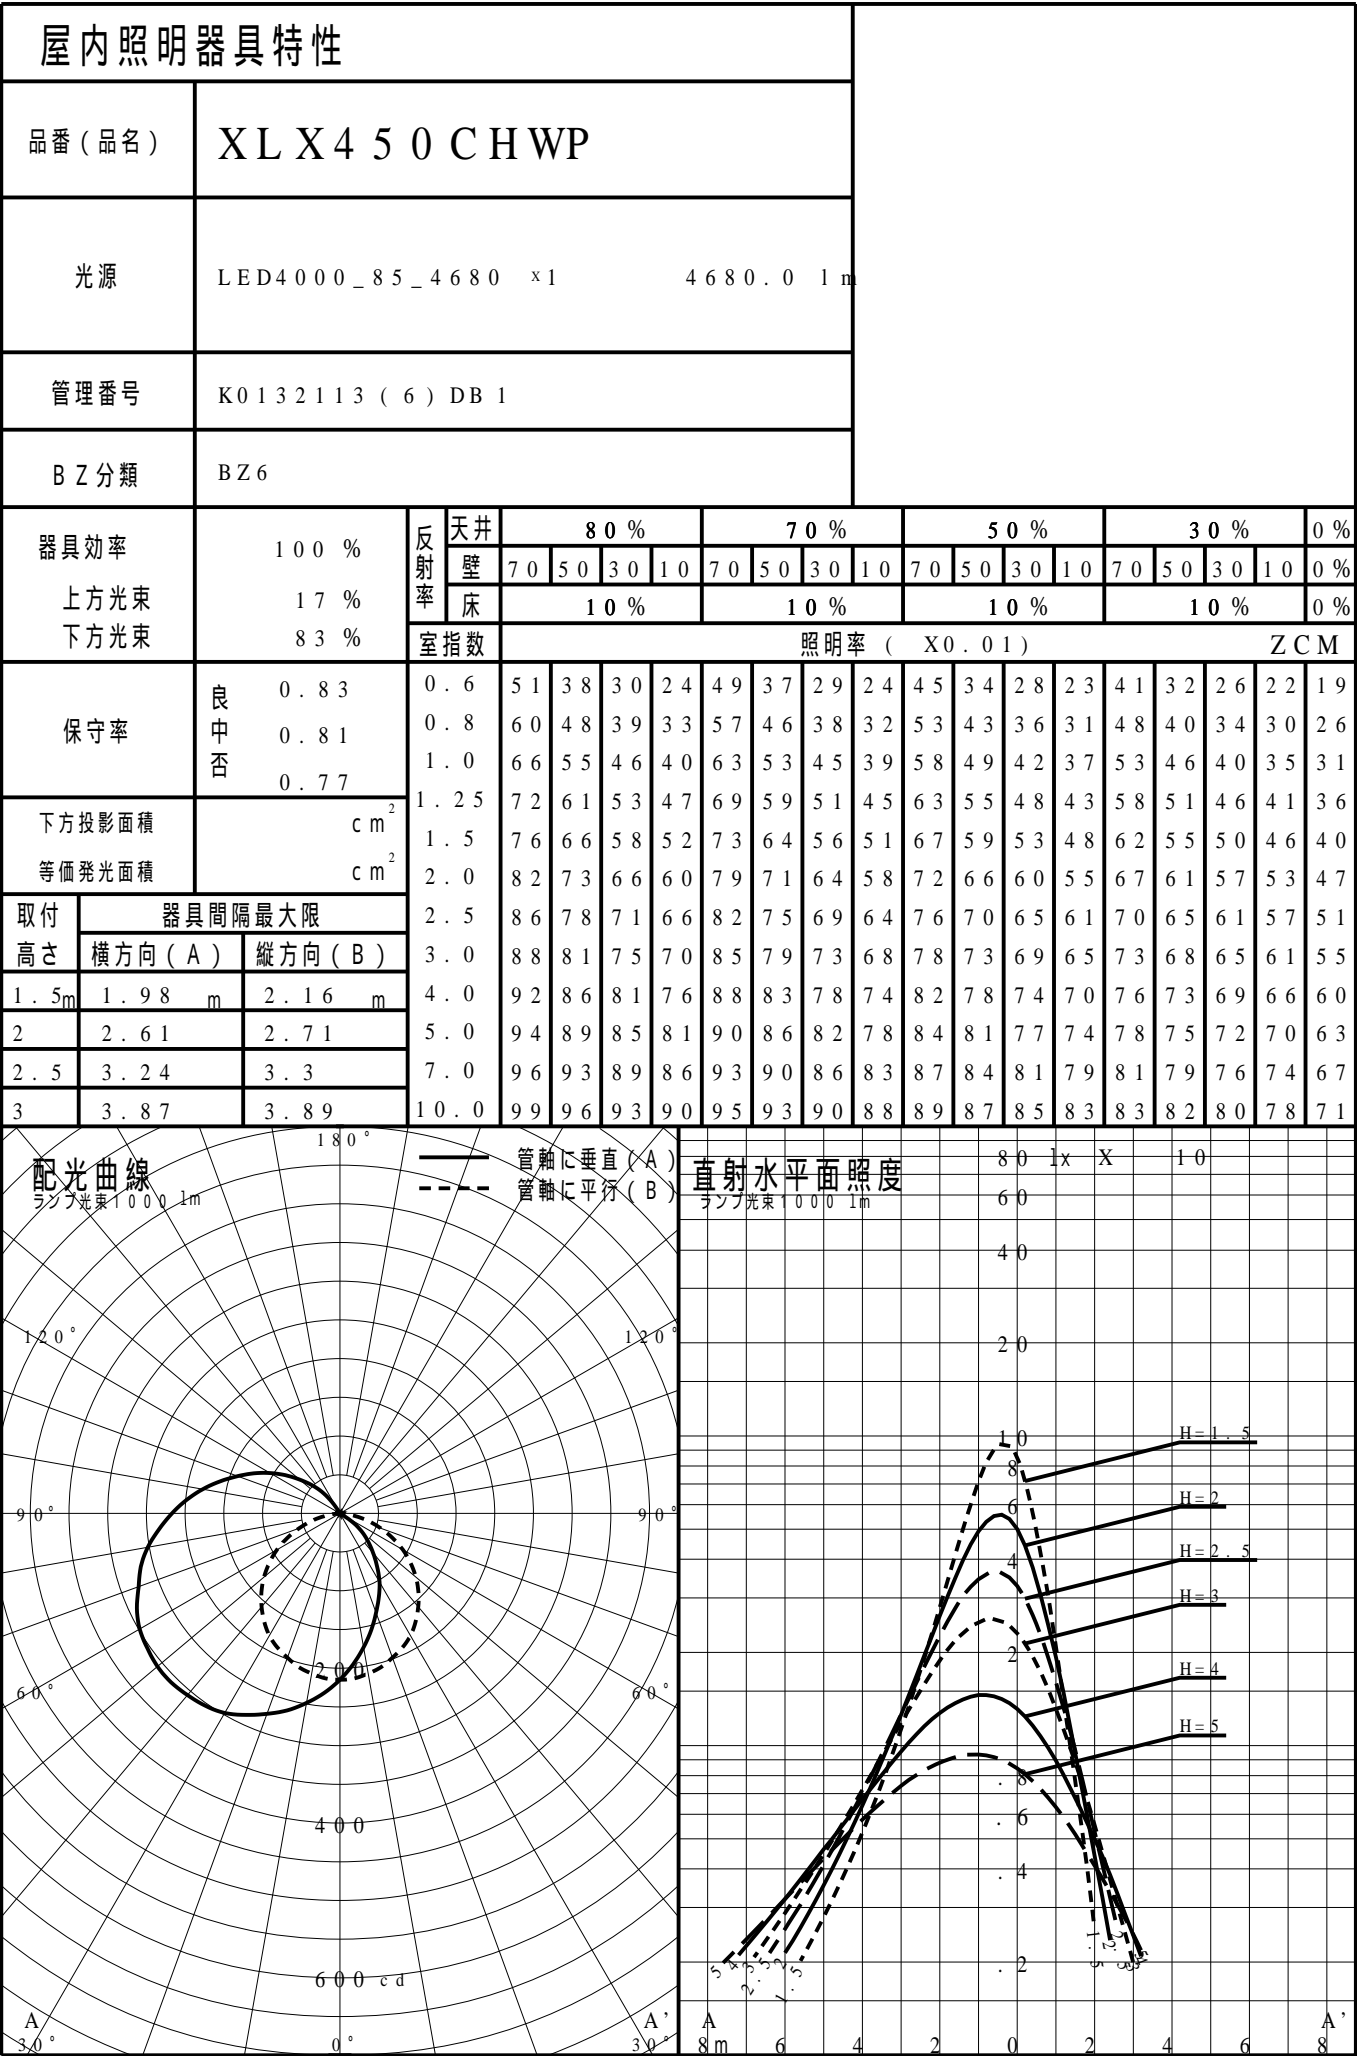 屋内照明器具特性
品番(品名) XLX450CHWP
光源 LED4000_85_4680 x1 4680.0 lm
管理番号 K0132113(6)DB1
BZ分類 BZ6
器具効率 100 %
上方光束 17 %
下方光束 83 %
保守率 良 0.83
中 0.81
否 0.77
下方投影面積 cm2
等価発光面積 cm2
取付高さ 器具間隔最大限
横方向(A) 縦方向(B)
1.5m 1.98 m 2.16 m
2 2.61 2.71
2.5 3.24 3.3
3 3.87 3.89
反射率 天井 80% 70% 50% 30% 0%
壁 70 50 30 10 70 50 30 10 70 50 30 10 70 50 30 10 0%
床 10% 10% 10% 10% 0%
室指数 照明率 ( X0.01) ZCM
0.6 51 38 30 24 49 37 29 24 45 34 28 23 41 32 26 22 19
0.8 60 48 39 33 57 46 38 32 53 43 36 31 48 40 34 30 26
1.0 66 55 46 40 63 53 45 39 58 49 42 37 53 46 40 35 31
1.25 72 61 53 47 69 59 51 45 63 55 48 43 58 51 46 41 36
1.5 76 66 58 52 73 64 56 51 67 59 53 48 62 55 50 46 40
2.0 82 73 66 60 79 71 64 58 72 66 60 55 67 61 57 53 47
2.5 86 78 71 66 82 75 69 64 76 70 65 61 70 65 61 57 51
3.0 88 81 75 70 85 79 73 68 78 73 69 65 73 68 65 61 55
4.0 92 86 81 76 88 83 78 74 82 78 74 70 76 73 69 66 60
5.0 94 89 85 81 90 86 82 78 84 81 77 74 78 75 72 70 63
7.0 96 93 89 86 93 90 86 83 87 84 81 79 81 79 76 74 67
10.0 99 96 93 90 95 93 90 88 89 87 85 83 83 82 80 78 71
配光曲線
ランプ光束1000 lm
管軸に垂直(A)
管軸に平行(B)
180°
120° 120°
90° 90°
200
60° 60°
400
600 cd
A A'
30° 0° 30°
直射水平面照度
ランプ光束1000 lm
80 lx X 10
60
40
20
10 H=1.5
8
6 H=2
4 H=2.5
H=3
2
H=4
H=5
.8
.6
.4
.2
5 4 3 2.5 2 1.5
1.5 2 2.5 3
A A'
8m 6 4 2 0 2 4 6 8